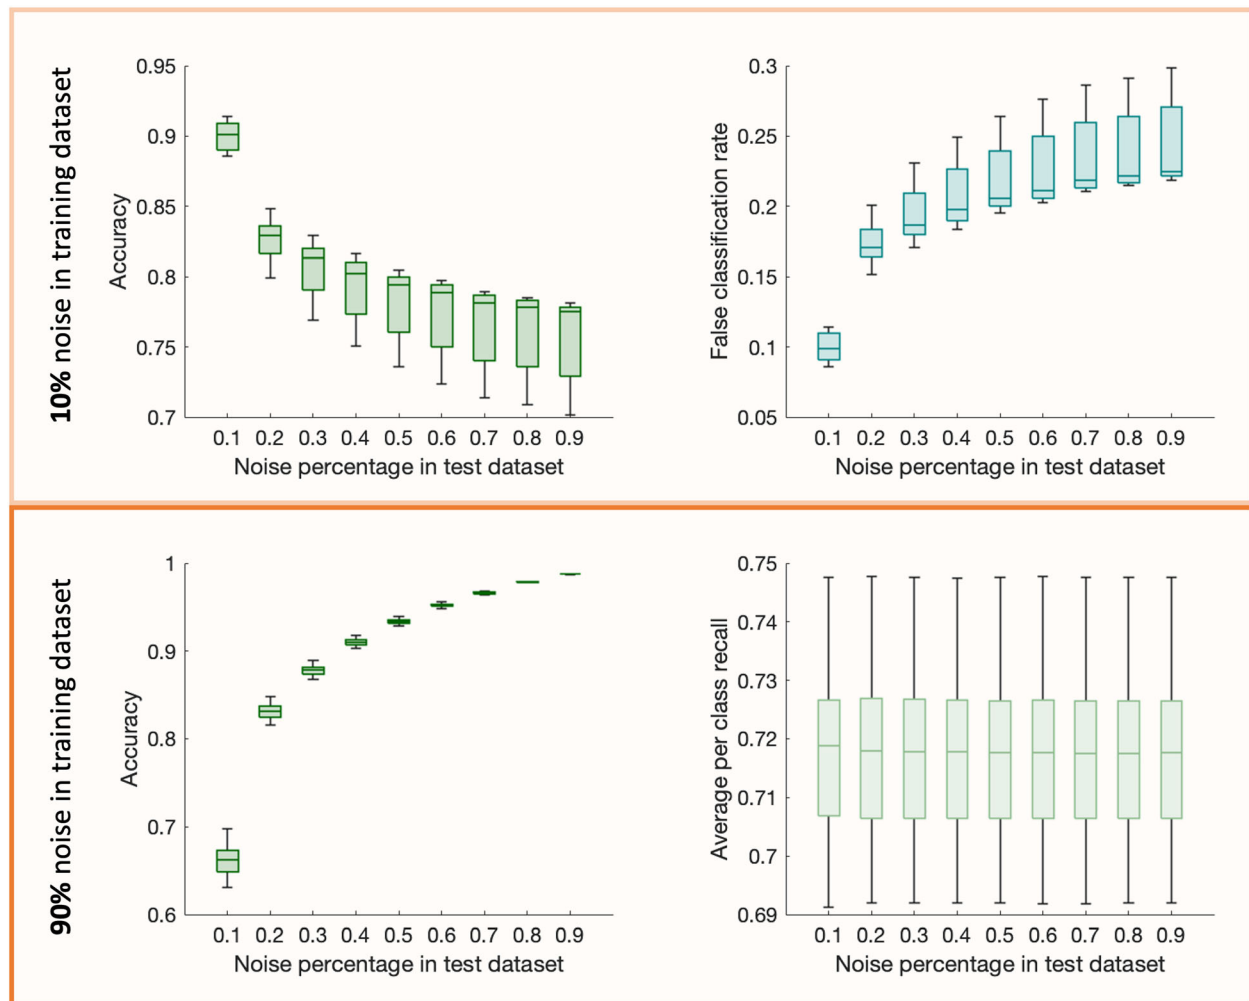 10% noise in training dataset
Accuracy
0.95
0.9
0.85
0.8
0.75
0.7
0.1 0.2 0.3 0.4 0.5 0.6 0.7 0.8 0.9
Noise percentage in test dataset
False classification rate
0.3
0.25
0.2
0.15
0.1
0.05
0.1 0.2 0.3 0.4 0.5 0.6 0.7 0.8 0.9
Noise percentage in test dataset
90% noise in training dataset
Accuracy
1
0.9
0.8
0.7
0.6
0.1 0.2 0.3 0.4 0.5 0.6 0.7 0.8 0.9
Noise percentage in test dataset
Average per class recall
0.75
0.74
0.73
0.72
0.71
0.7
0.69
0.1 0.2 0.3 0.4 0.5 0.6 0.7 0.8 0.9
Noise percentage in test dataset